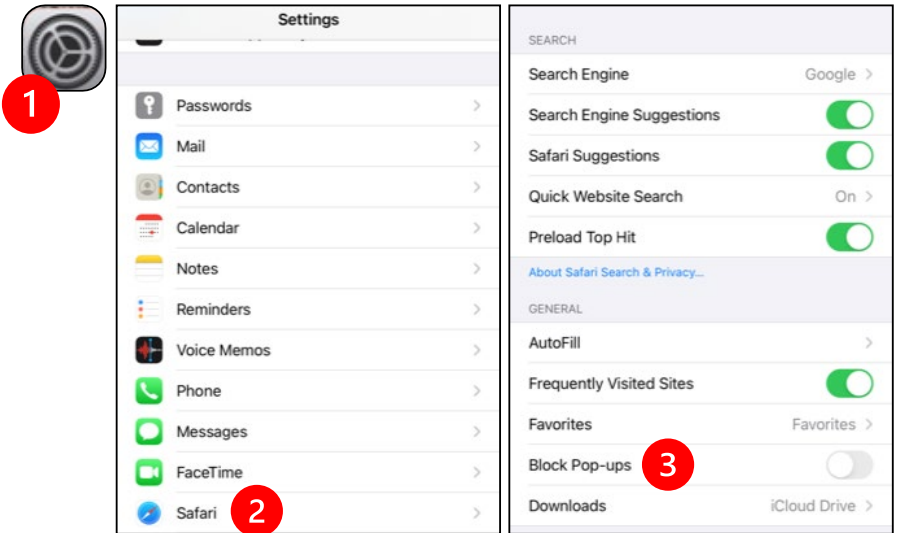 1
Settings
Passwords
Mail
Contacts
Calendar
Notes
Reminders
Voice Memos
Phone
Messages
FaceTime
Safari 2
SEARCH
Search Engine Google >
Search Engine Suggestions
Safari Suggestions
Quick Website Search On >
Preload Top Hit
About Safari Search & Privacy...
GENERAL
AutoFill >
Frequently Visited Sites
Favorites Favorites >
Block Pop-ups 3
Downloads iCloud Drive >